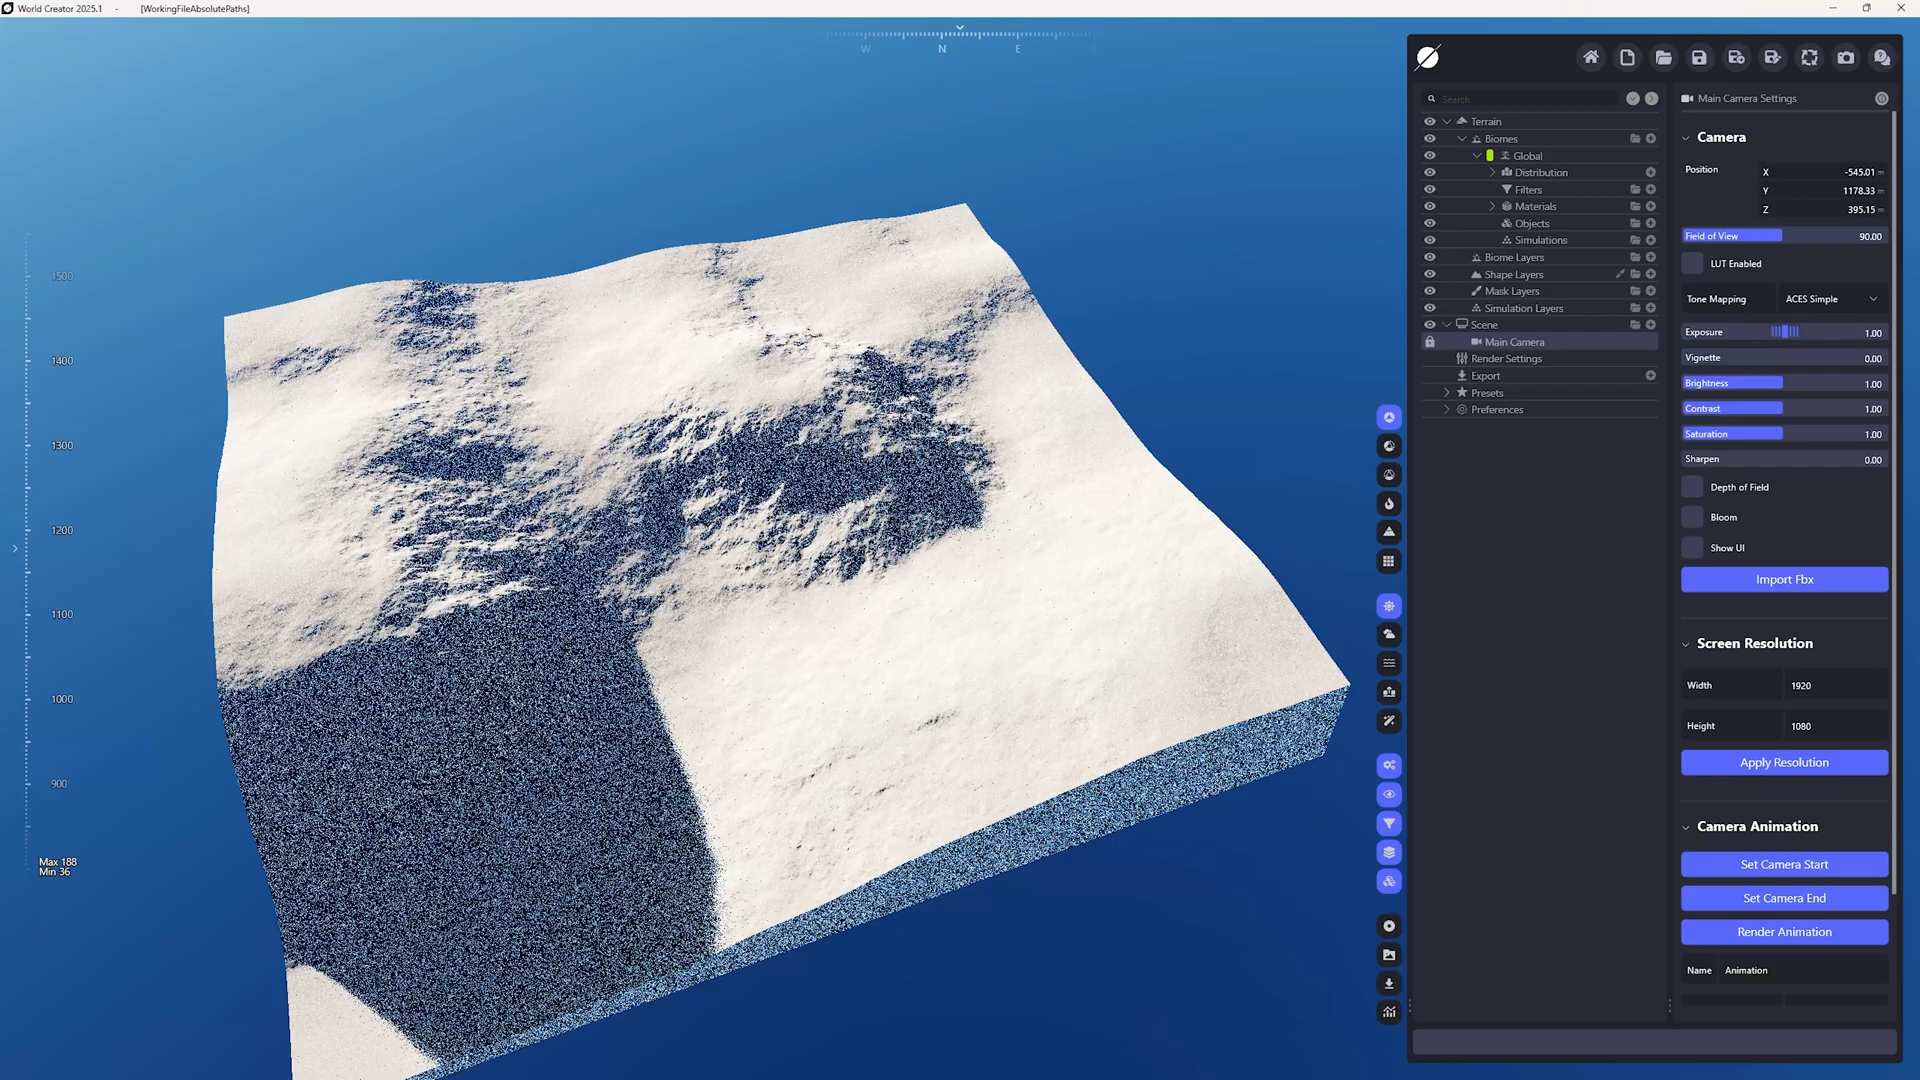 World Creator 2025.1 - [WorkingFileAbsolutePaths]
W N E S
1500
1400
1300
1200
1100
1000
900
Max 188
Min 36
Search
Terrain
Biomes
Global
Distribution
Filters
Materials
Objects
Simulations
Biome Layers
Shape Layers
Mask Layers
Simulation Layers
Scene
Main Camera
Render Settings
Export
Presets
Preferences
Main Camera Settings
Camera
Position X -545.01 m
Y 1178.33 m
Z 395.15 m
Field of View 90.00
LUT Enabled
Tone Mapping ACES Simple
Exposure 1.00
Vignette 0.00
Brightness 1.00
Contrast 1.00
Saturation 1.00
Sharpen 0.00
Depth of Field
Bloom
Show UI
Import Fbx
Screen Resolution
Width 1920
Height 1080
Apply Resolution
Camera Animation
Set Camera Start
Set Camera End
Render Animation
Name Animation